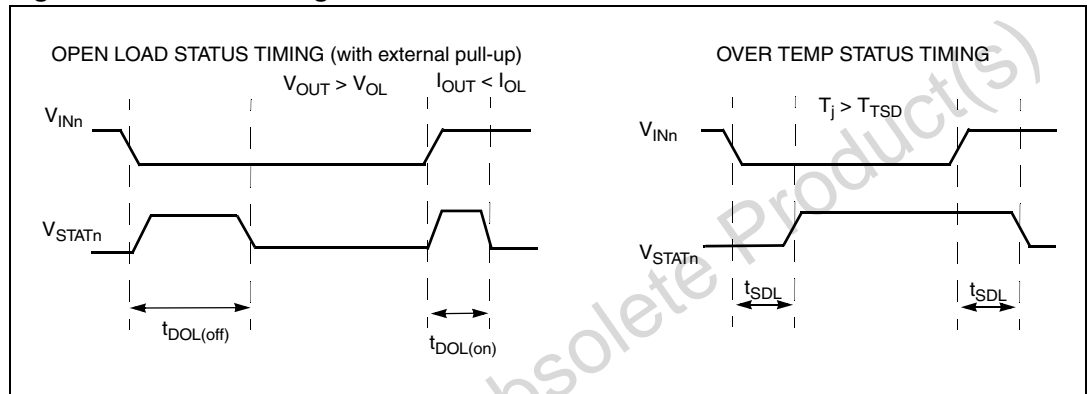 OPEN LOAD STATUS TIMING (with external pull-up)
V_OUT > V_OL
I_OUT < I_OL
V_INn
V_STATn
t_DOL(off)
t_DOL(on)
OVER TEMP STATUS TIMING
T_j > T_TSD
V_INn
V_STATn
t_SDL
t_SDL
bsolete Product(s)